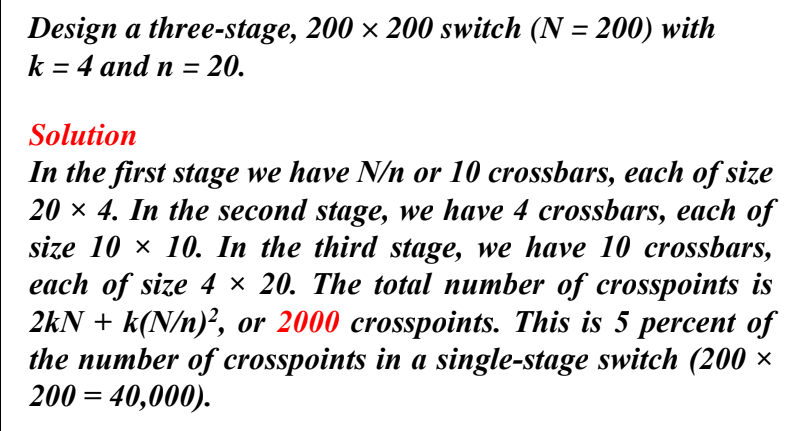 Design a three-stage, 200 × 200 switch (N = 200) with
k = 4 and n = 20.
Solution
In the first stage we have N/n or 10 crossbars, each of size
20 × 4. In the second stage, we have 4 crossbars, each of
size 10 × 10. In the third stage, we have 10 crossbars,
each of size 4 × 20. The total number of crosspoints is
2kN + k(N/n)², or 2000 crosspoints. This is 5 percent of
the number of crosspoints in a single-stage switch (200 ×
200 = 40,000).